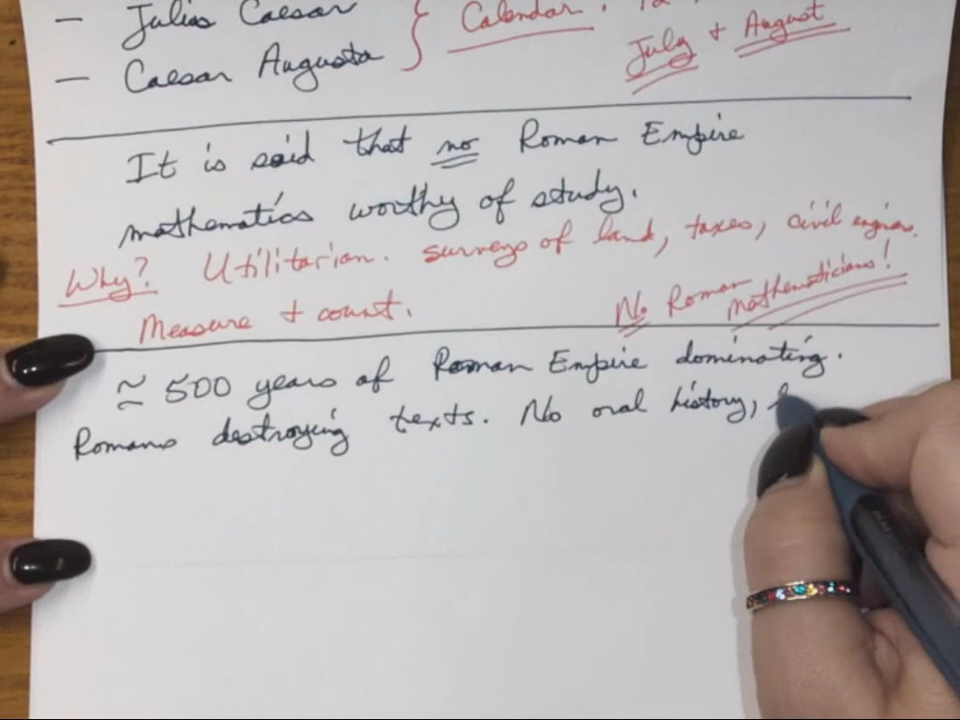 — Julius Caesar } Calendar. 12
July + August
— Caesar Augusta
It is said that no Roman Empire
mathematics worthy of study.
Why? Utilitarian. surveys of land, taxes, civil engineer.
Measure + count. No Roman mathematicians!
≈ 500 years of Roman Empire dominating.
Romans destroying texts. No oral history,